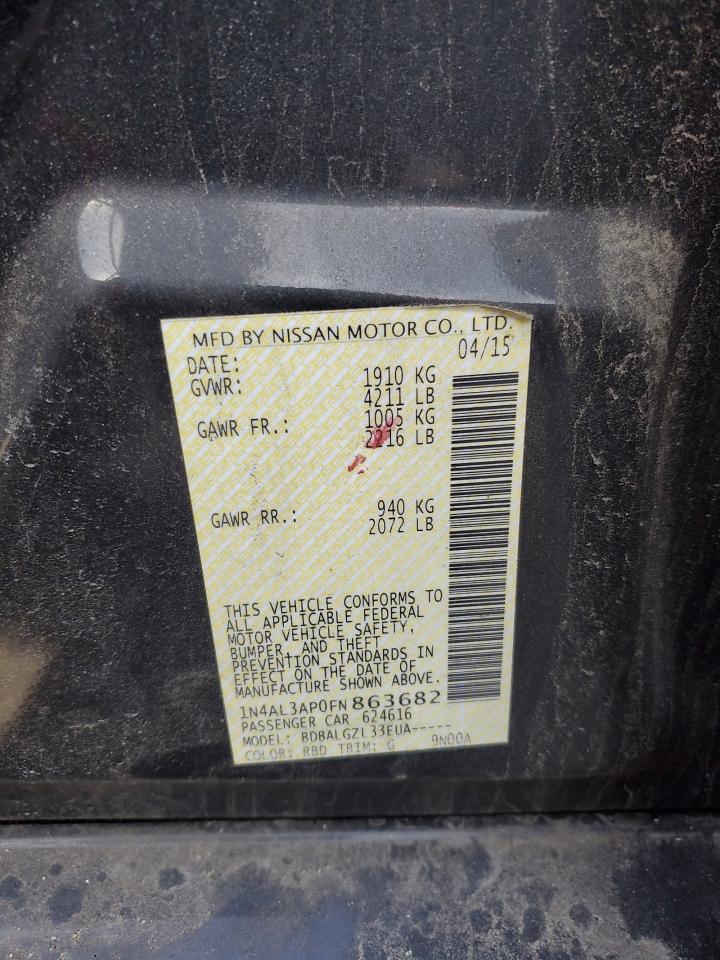 MFD BY NISSAN MOTOR CO., LTD.
DATE: 04/15
GVWR: 1910 KG
4211 LB
GAWR FR.: 1005 KG
2216 LB
GAWR RR.: 940 KG
2072 LB
THIS VEHICLE CONFORMS TO
ALL APPLICABLE FEDERAL
MOTOR VEHICLE SAFETY,
BUMPER, AND THEFT
PREVENTION STANDARDS IN
EFFECT ON THE DATE OF
MANUFACTURE SHOWN ABOVE.
1N4AL3AP0FN863682
PASSENGER CAR 624616
MODEL: BDBALGZL33EUA-----
COLOR: RBD TRIM: G 9N00A